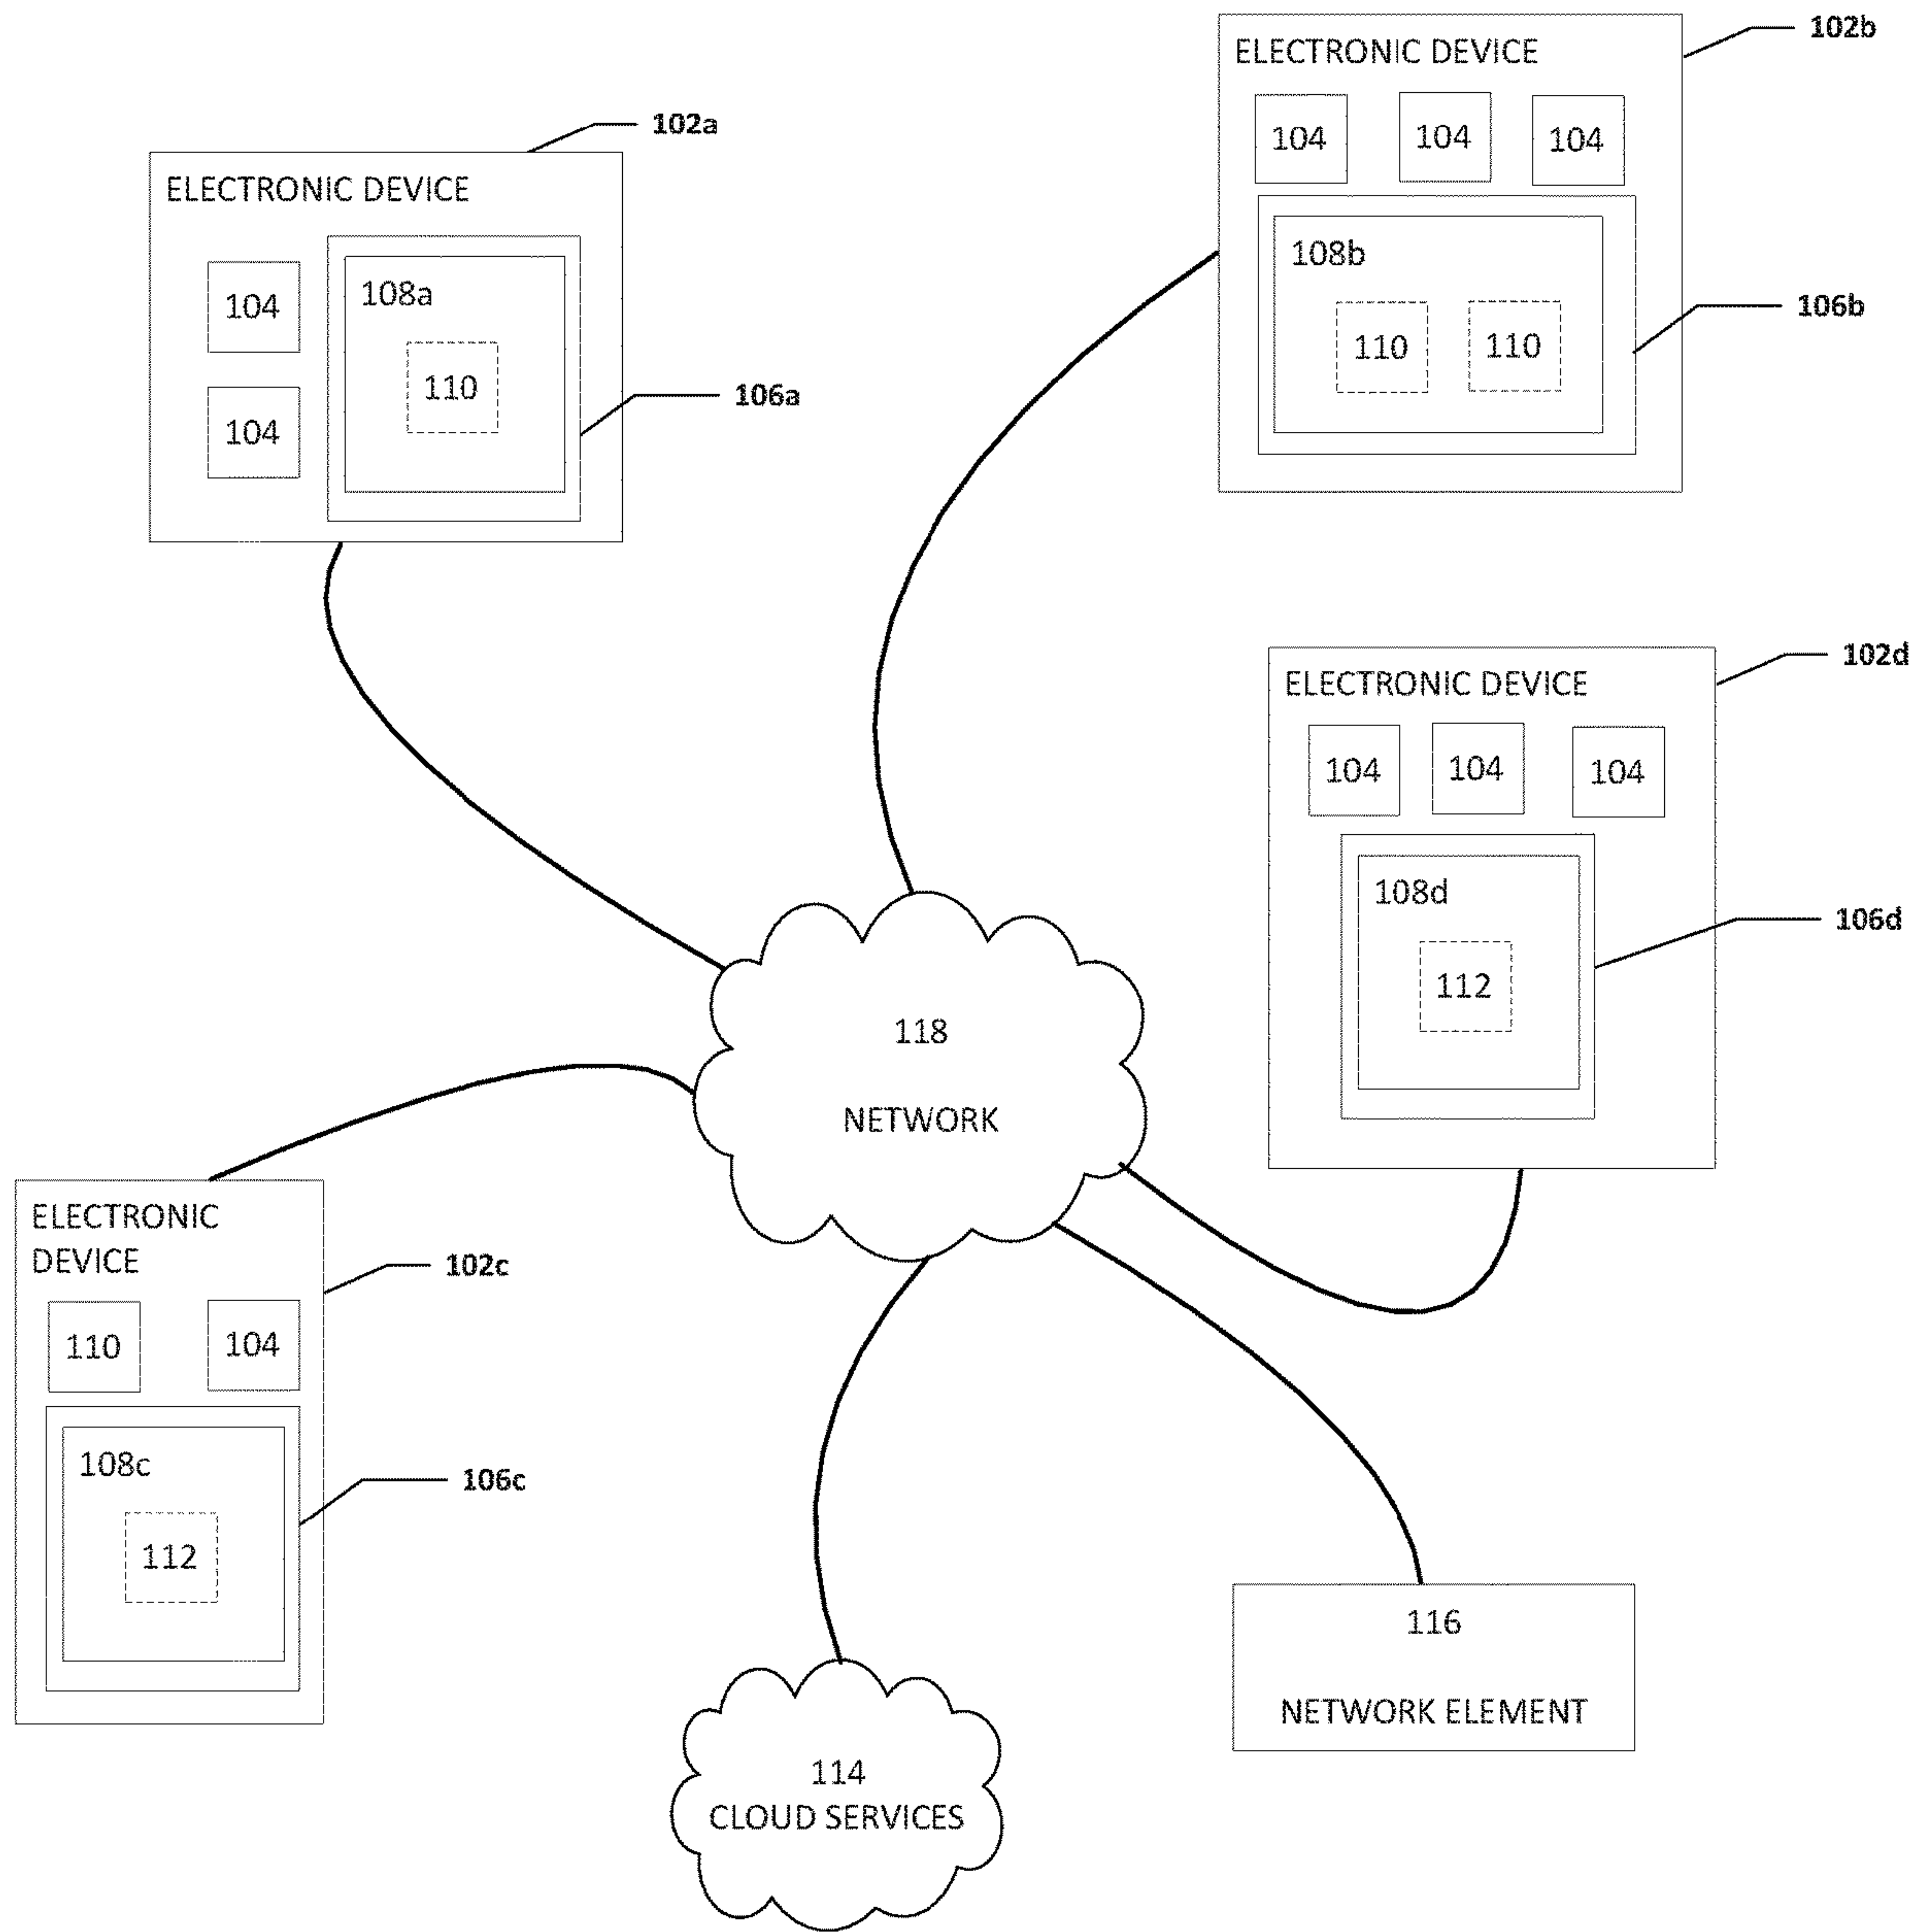 102b
ELECTRONIC DEVICE
104
104
104
108b
110
110
106b
102a
ELECTRONIC DEVICE
104
104
108a
110
106a
102d
ELECTRONIC DEVICE
104
104
104
108d
112
106d
118
NETWORK
ELECTRONIC
DEVICE
102c
110
104
108c
112
106c
116
NETWORK ELEMENT
114
CLOUD SERVICES